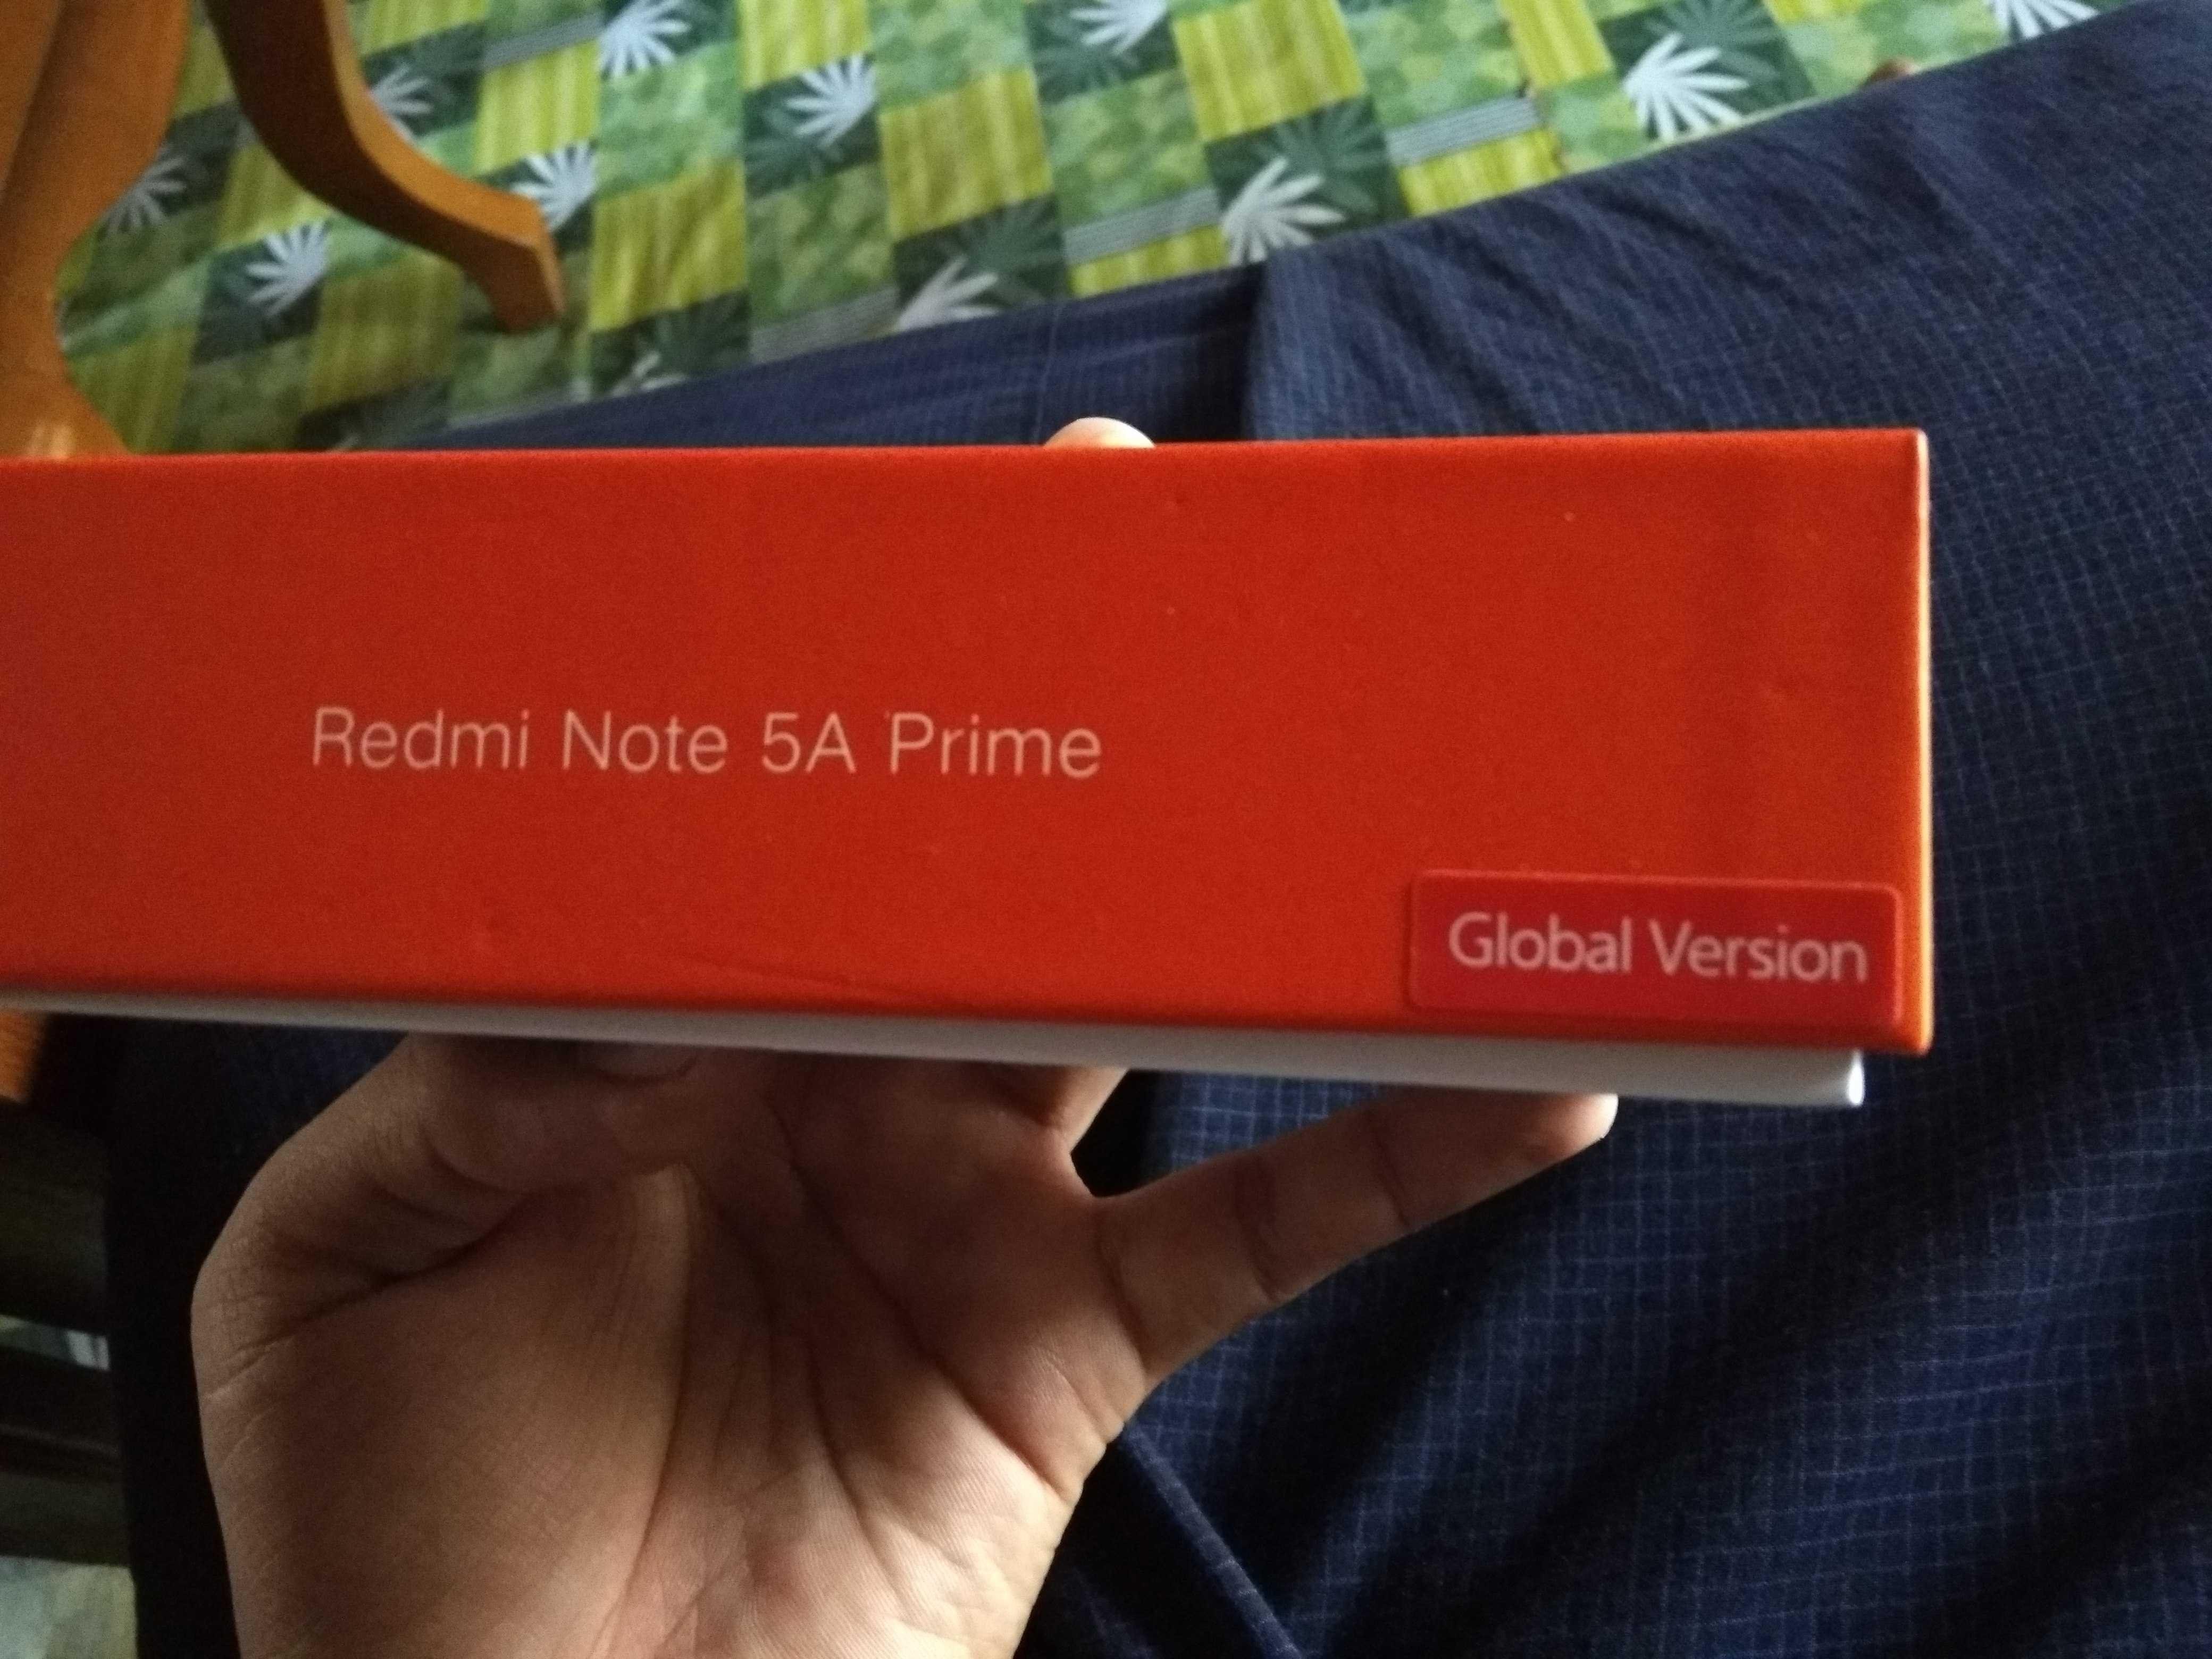 Redmi Note 5A Prime
Global Version